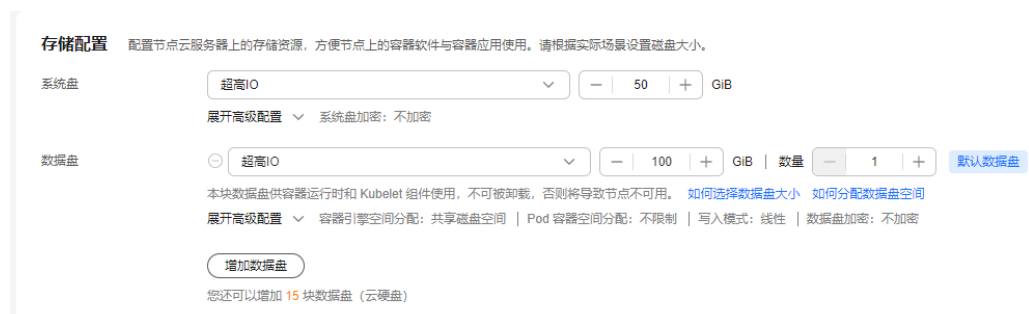 存储配置 配置节点云服务器上的存储资源，方便节点上的容器软件与容器应用使用。请根据实际场景设置磁盘大小。
系统盘 超高IO 50 GiB
展开高级配置 系统盘加密：不加密
数据盘 超高IO 100 GiB | 数量 1 默认数据盘
本块数据盘供容器运行时和 Kubelet 组件使用，不可被卸载，否则将导致节点不可用。 如何选择数据盘大小 如何分配数据盘空间
展开高级配置 容器引擎空间分配：共享磁盘空间 | Pod 容器空间分配：不限制 | 写入模式：线性 | 数据盘加密：不加密
增加数据盘
您还可以增加 15 块数据盘（云硬盘）